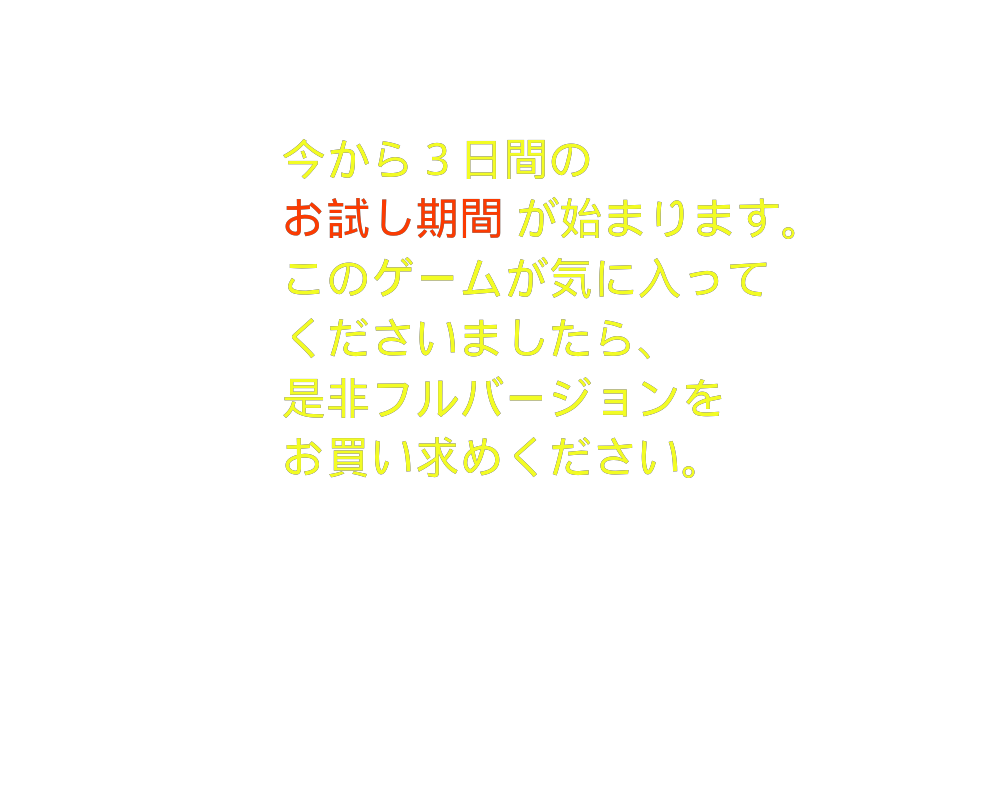 今から３日間の
お試し期間 が始まります。
このゲームが気に入って
くださいましたら、
是非フルバージョンを
お買い求めください。